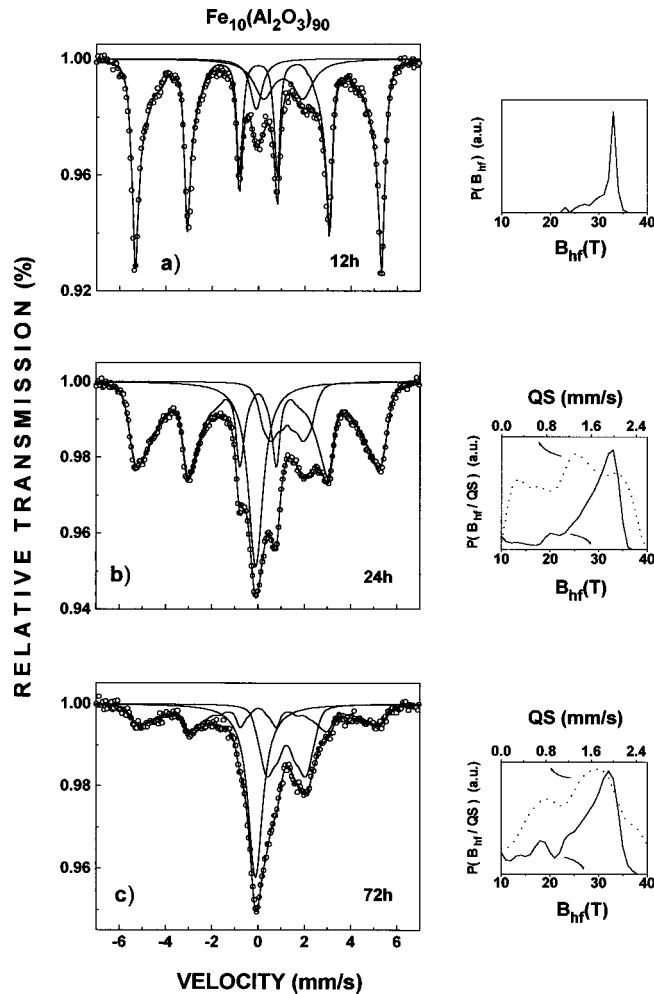 Fe10(Al2O3)90
RELATIVE TRANSMISSION (%)
1.00
0.96
0.92
a)
12h
P(Bhf) (a.u.)
10 20 30 40
Bhf(T)
1.00
0.98
0.96
0.94
b)
24h
QS (mm/s)
0.0 0.8 1.6 2.4
P(Bhf/QS) (a.u.)
10 20 30 40
Bhf(T)
1.00
0.98
0.96
c)
72h
-6 -4 -2 0 2 4 6
VELOCITY (mm/s)
QS (mm/s)
0.0 0.8 1.6 2.4
P(Bhf/QS) (a.u.)
10 20 30 40
Bhf(T)